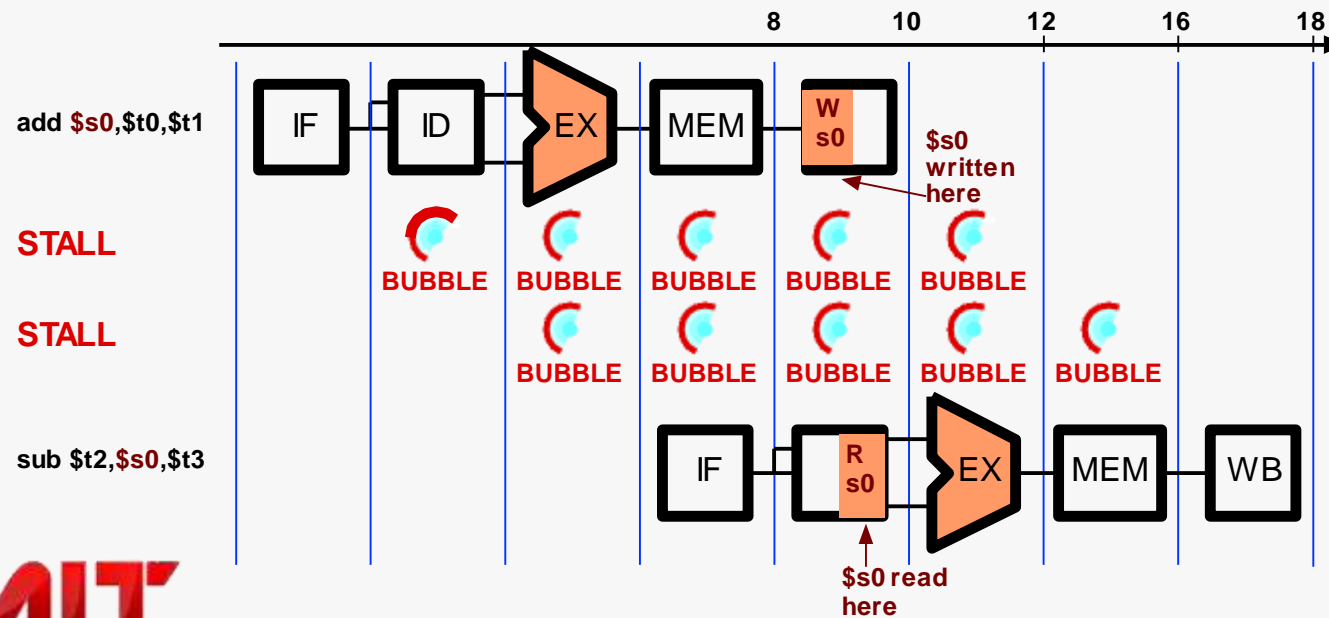 8 10 12 16 18
add $s0,$t0,$t1
IF ID EX MEM W
s0
$s0
written
here
STALL
BUBBLE BUBBLE BUBBLE BUBBLE BUBBLE
STALL
BUBBLE BUBBLE BUBBLE BUBBLE BUBBLE
sub $t2,$s0,$t3
IF R
s0 EX MEM WB
$s0 read
here